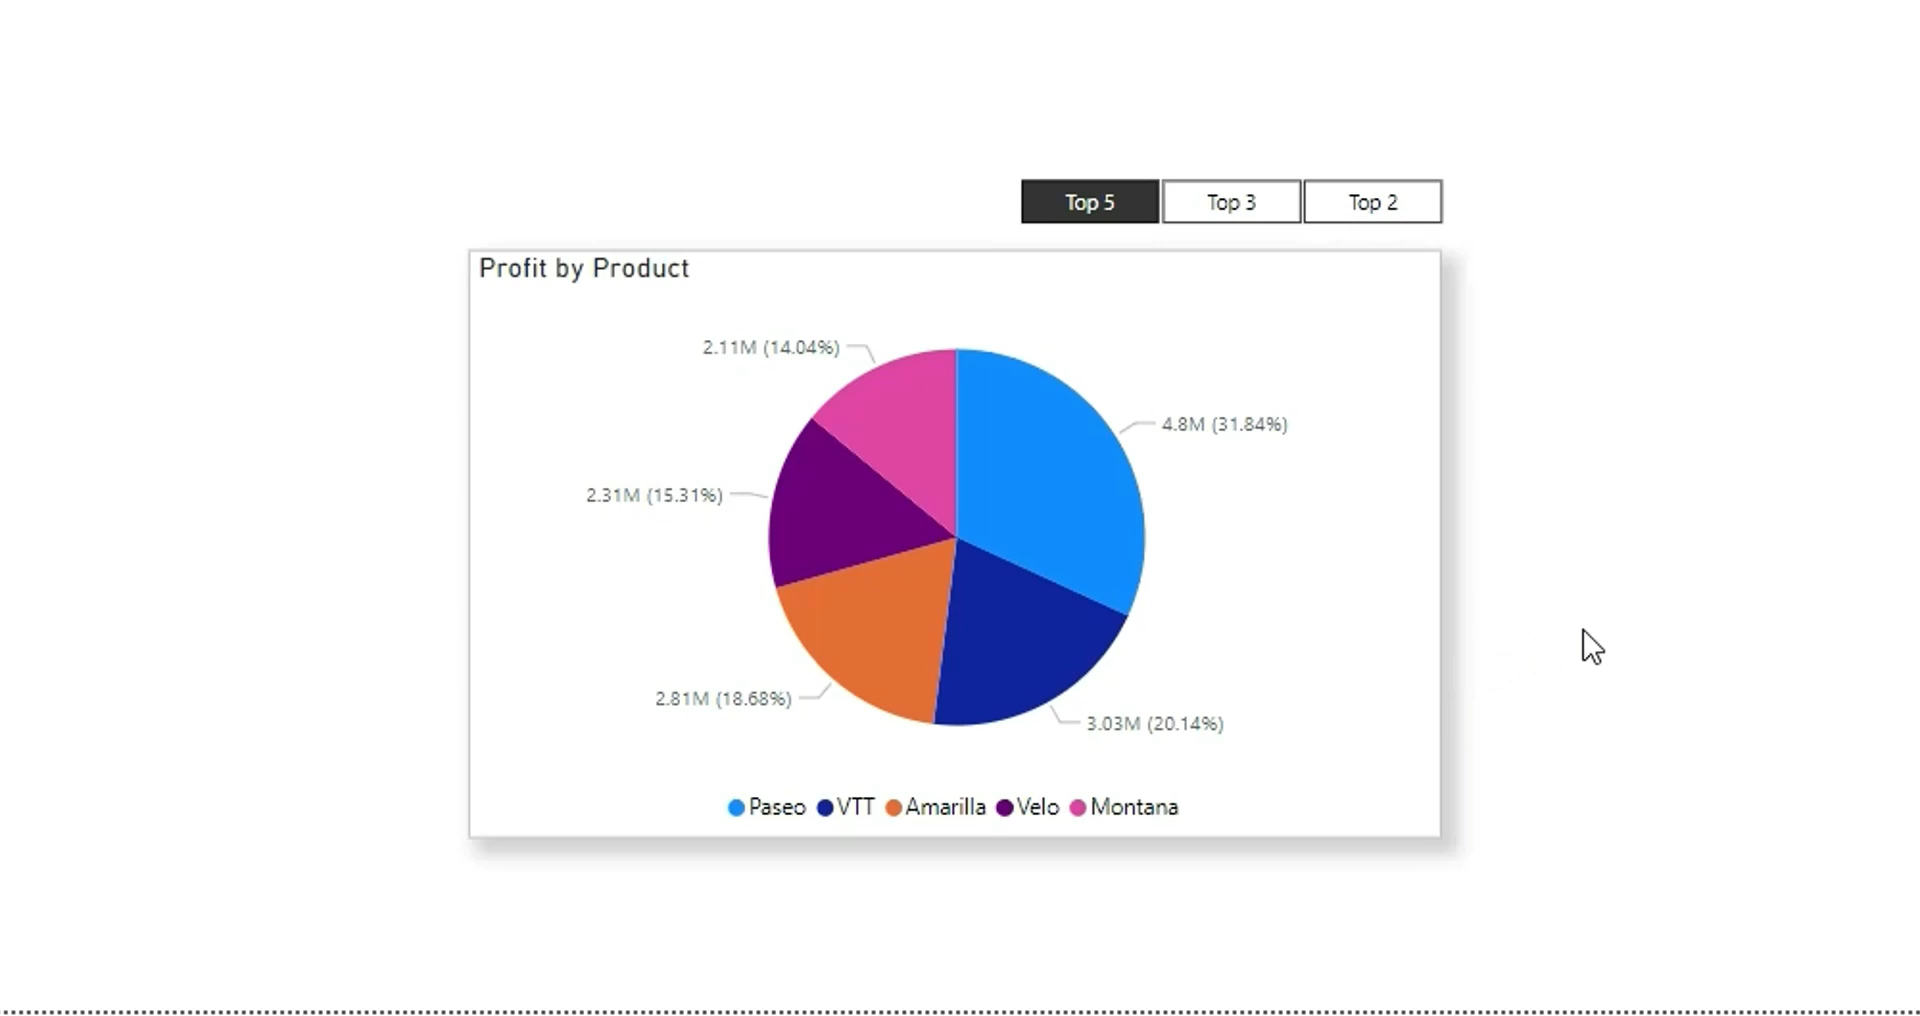 Top 5 Top 3 Top 2
Profit by Product
2.11M (14.04%)
4.8M (31.84%)
2.31M (15.31%)
2.81M (18.68%)
3.03M (20.14%)
Paseo VTT Amarilla Velo Montana